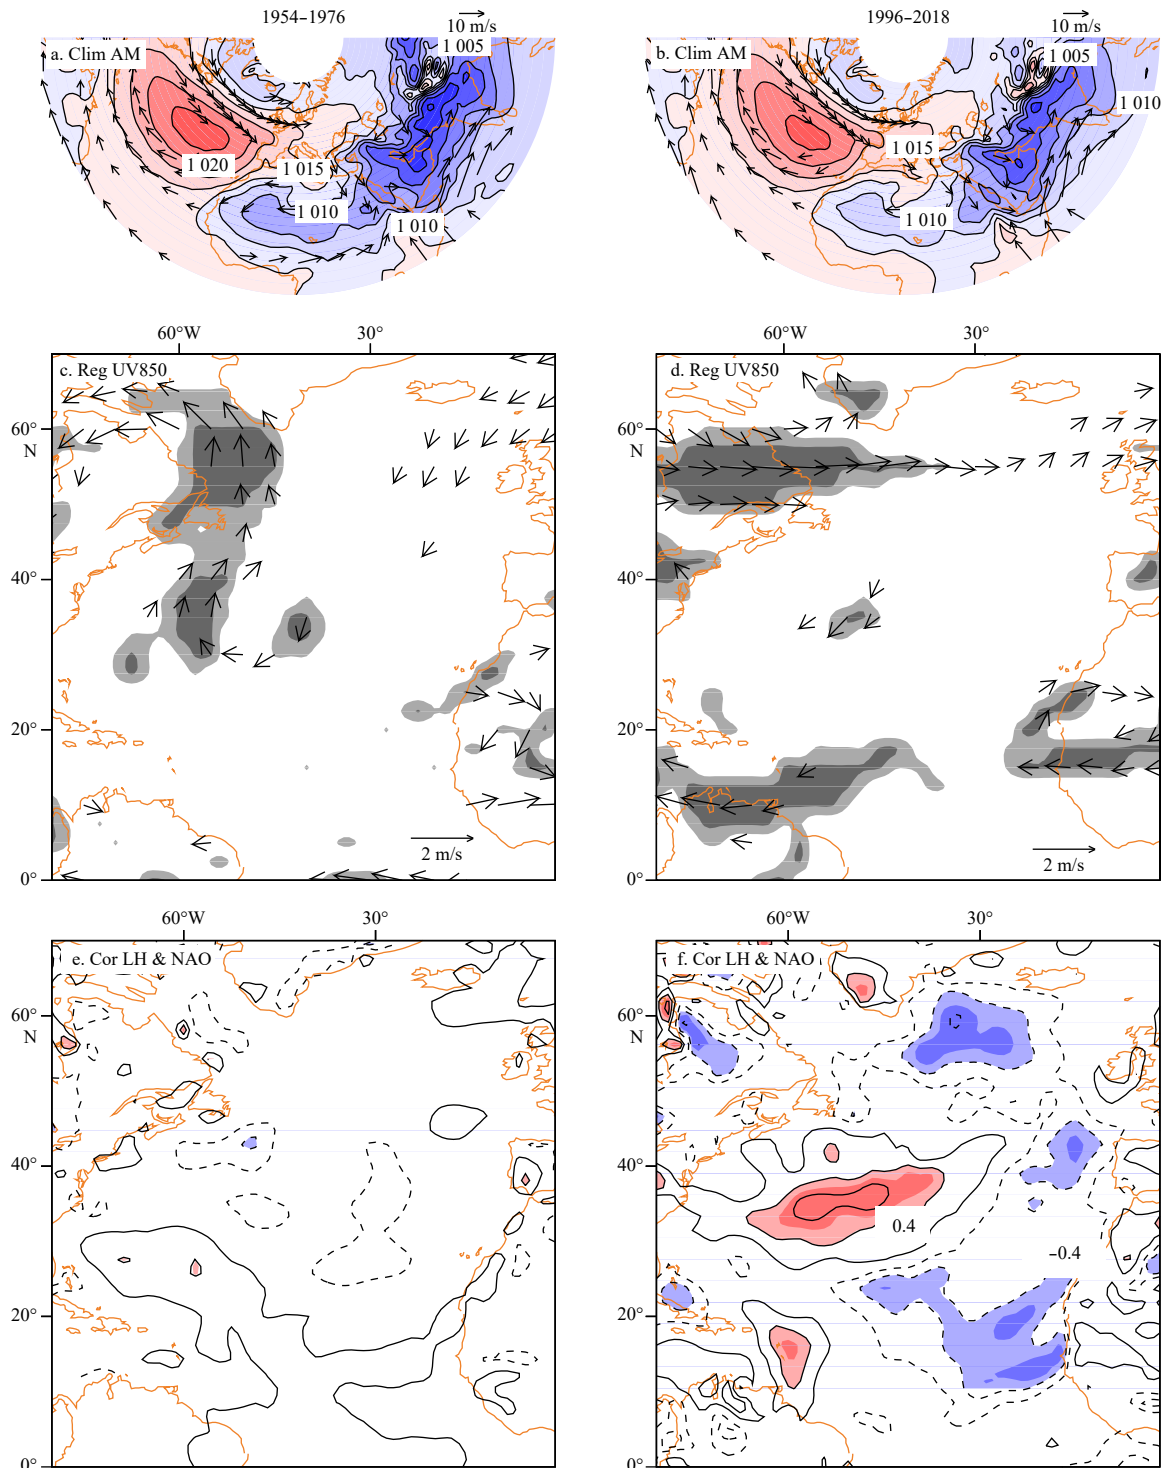 1954–1976
10 m/s
1996–2018
10 m/s
a. Clim AM
1 005
1 020
1 015
1 010
1 010
b. Clim AM
1 005
1 010
1 015
1 010
60°W
30°
60°W
30°
c. Reg UV850
60°
N
40°
20°
0°
2 m/s
d. Reg UV850
60°
N
40°
20°
0°
2 m/s
60°W
30°
60°W
30°
e. Cor LH & NAO
60°
N
40°
20°
0°
f. Cor LH & NAO
60°
N
40°
20°
0°
0.4
−0.4